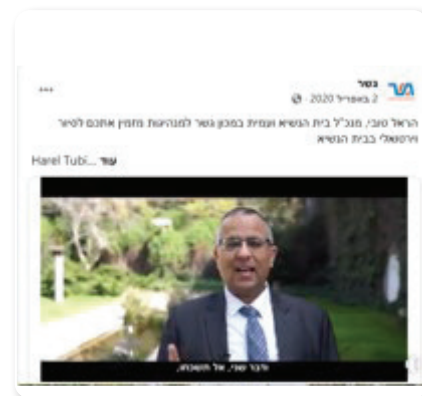 גשר
2 באפריל 2020
הראל טובי, מנכ"ל בית הנשיא ועמית במכון גשר למנהיגות מזמין אתכם לסיור
וירטואלי בבית הנשיא
Harel Tubi... עוד
ודבר שני, אל תשכחו,